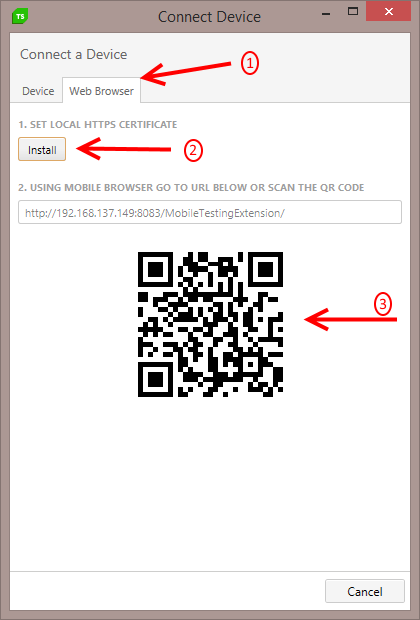 TS
Connect Device
Connect a Device
Device
Web Browser
1
1. SET LOCAL HTTPS CERTIFICATE
Install
2
2. USING MOBILE BROWSER GO TO URL BELOW OR SCAN THE QR CODE
http://192.168.137.149:8083/MobileTestingExtension/
3
Cancel